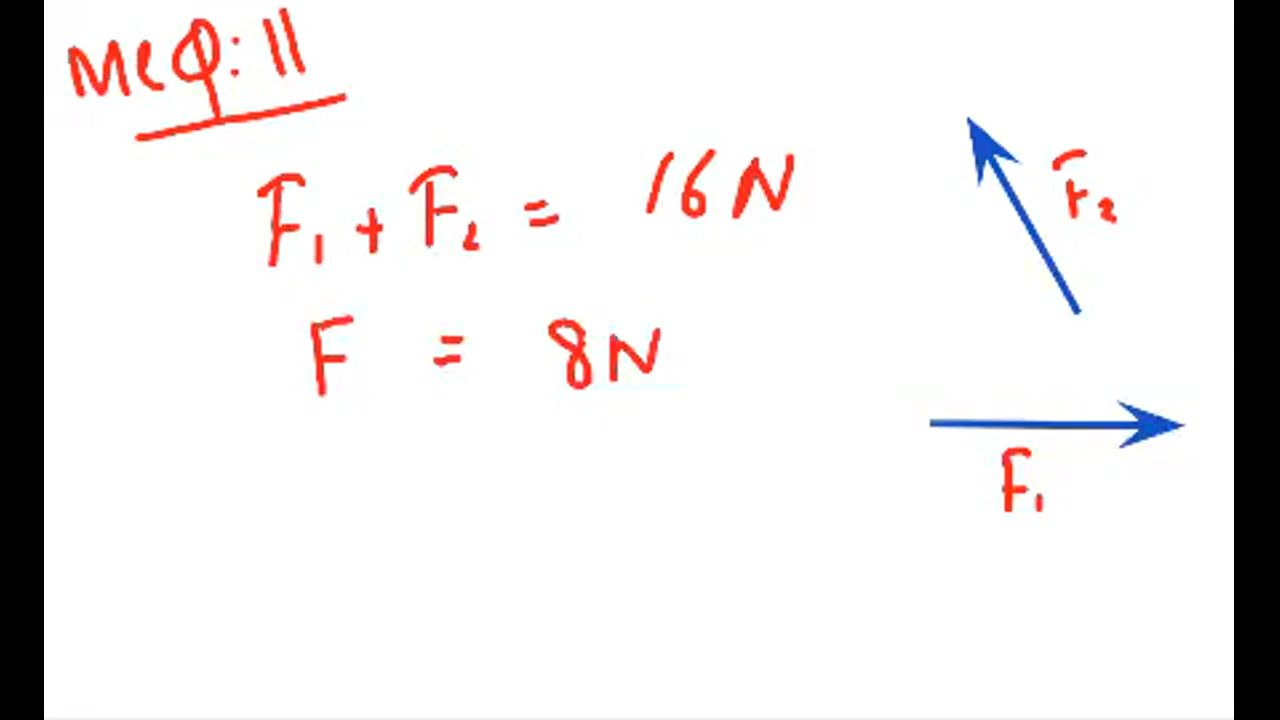 MCQ: 11
F₁ + F₂ = 16N
F = 8N
F₂
F₁